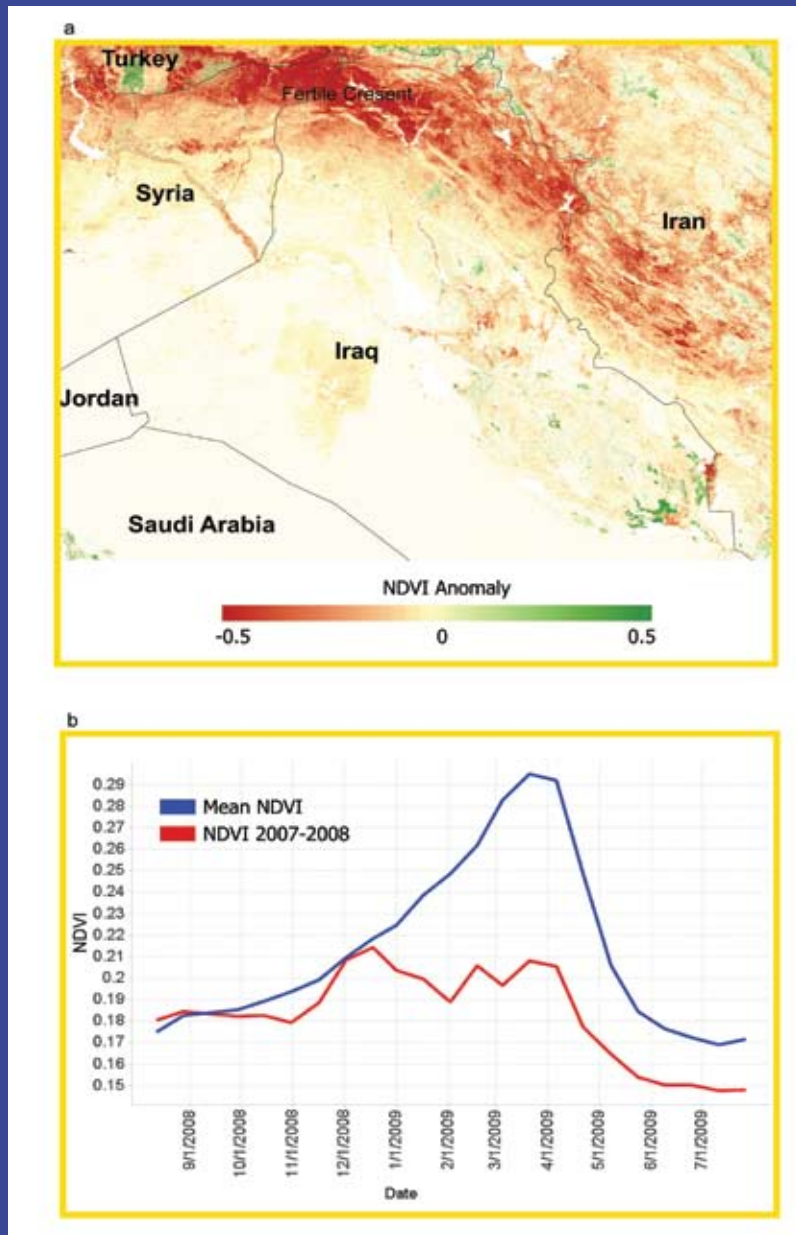 a
Turkey
Fertile Cresent
Syria
Iran
Iraq
Jordan
Saudi Arabia
NDVI Anomaly
-0.5 0 0.5
b
0.29
0.28
0.27
0.26
0.25
0.24
0.23
0.22
0.21
0.2
0.19
0.18
0.17
0.16
0.15
NDVI
Mean NDVI
NDVI 2007-2008
9/1/2008
10/1/2008
11/1/2008
12/1/2008
1/1/2009
2/1/2009
3/1/2009
4/1/2009
5/1/2009
6/1/2009
7/1/2009
Date